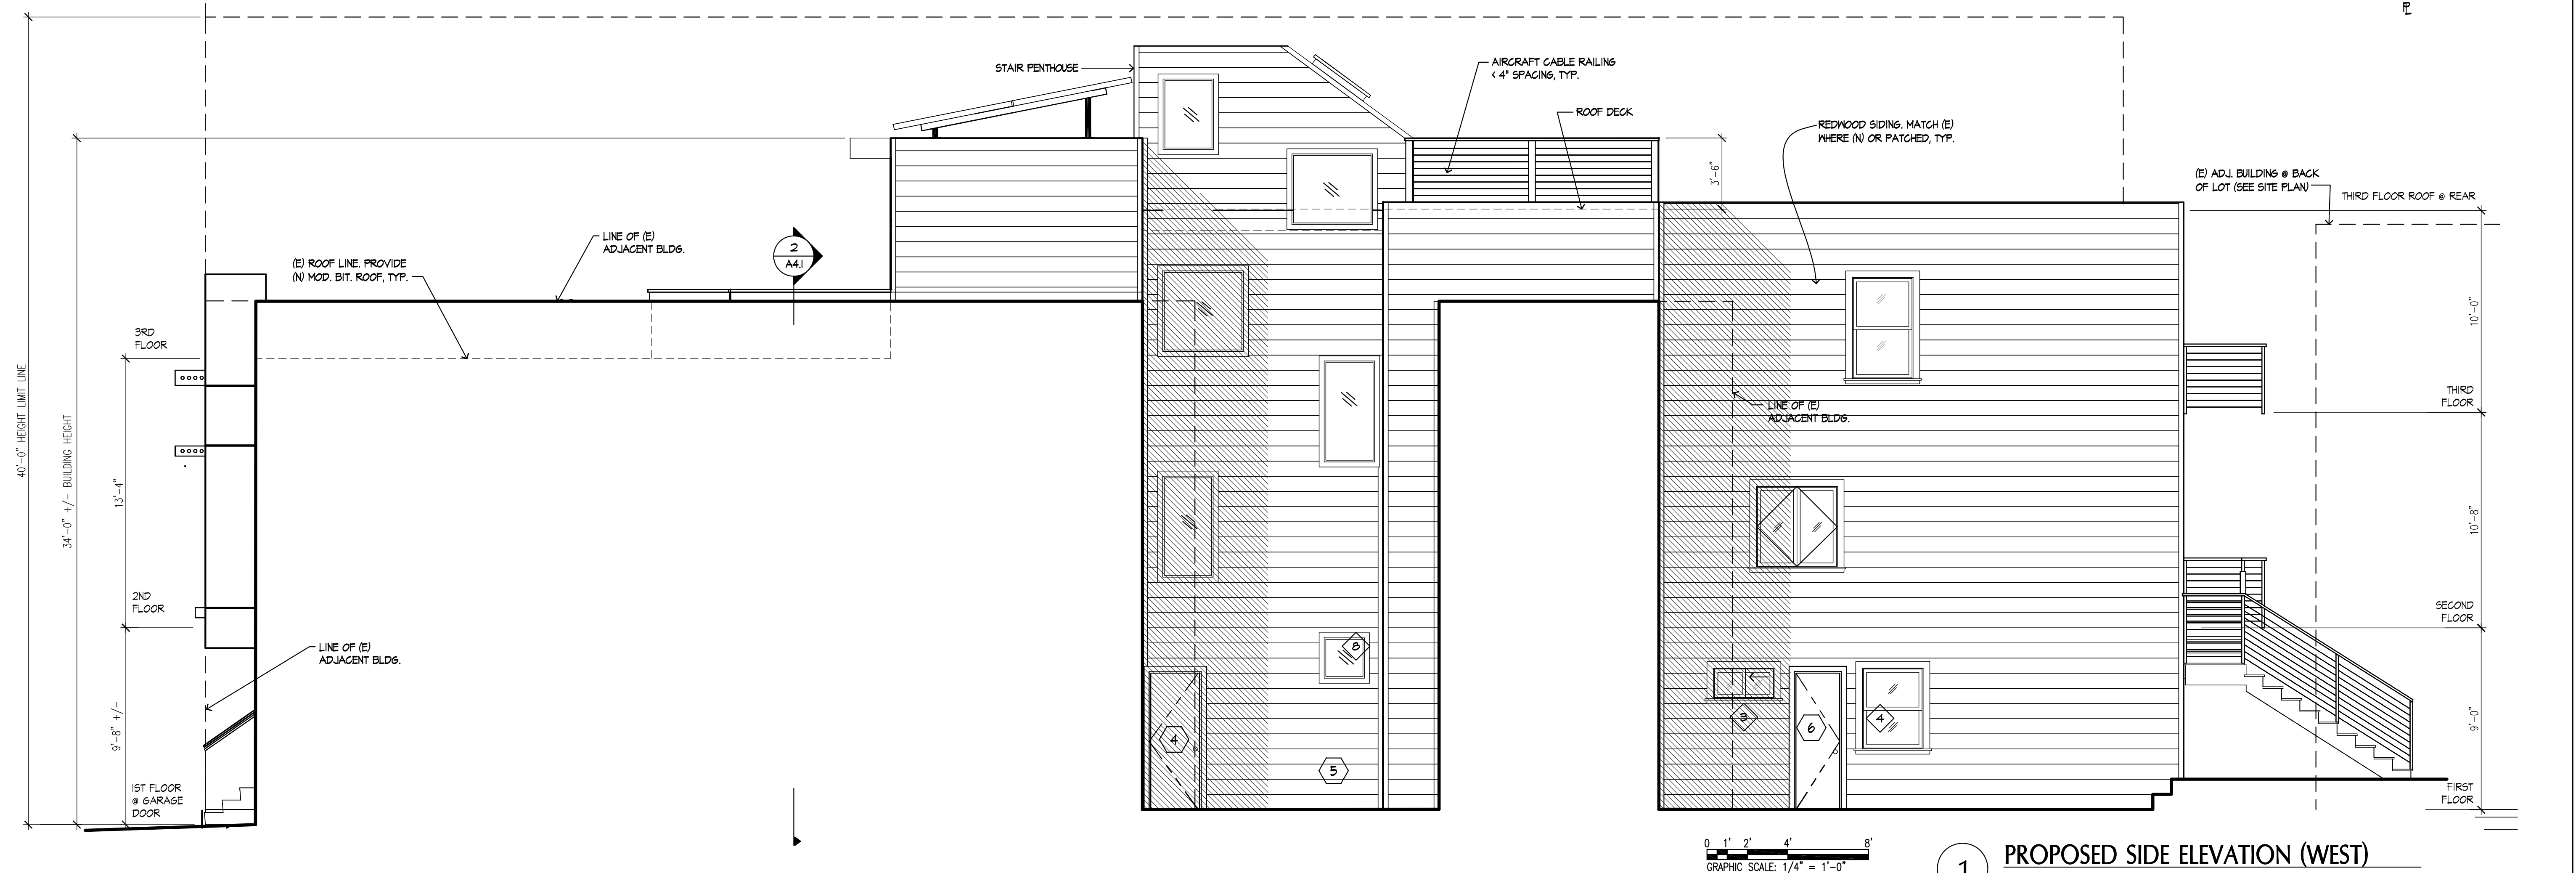 ℄
STAIR PENTHOUSE
AIRCRAFT CABLE RAILING
< 4" SPACING, TYP.
ROOF DECK
REDWOOD SIDING. MATCH (E)
WHERE (N) OR PATCHED, TYP.
3'-6"
(E) ADJ. BUILDING @ BACK
OF LOT (SEE SITE PLAN)
THIRD FLOOR ROOF @ REAR
LINE OF (E)
ADJACENT BLDG.
2
A4.1
(E) ROOF LINE. PROVIDE
(N) MOD. BIT. ROOF, TYP.
40'-0" HEIGHT LIMIT LINE
34'-0" +/- BUILDING HEIGHT
3RD
FLOOR
13'-4"
2ND
FLOOR
9'-8" +/-
1ST FLOOR
@ GARAGE
DOOR
LINE OF (E)
ADJACENT BLDG.
LINE OF (E)
ADJACENT BLDG.
10'-0"
THIRD
FLOOR
10'-8"
SECOND
FLOOR
9'-0"
FIRST
FLOOR
8
4
5
3
6
4
0 1' 2' 4' 8'
GRAPHIC SCALE: 1/4" = 1'-0"
1
PROPOSED SIDE ELEVATION (WEST)